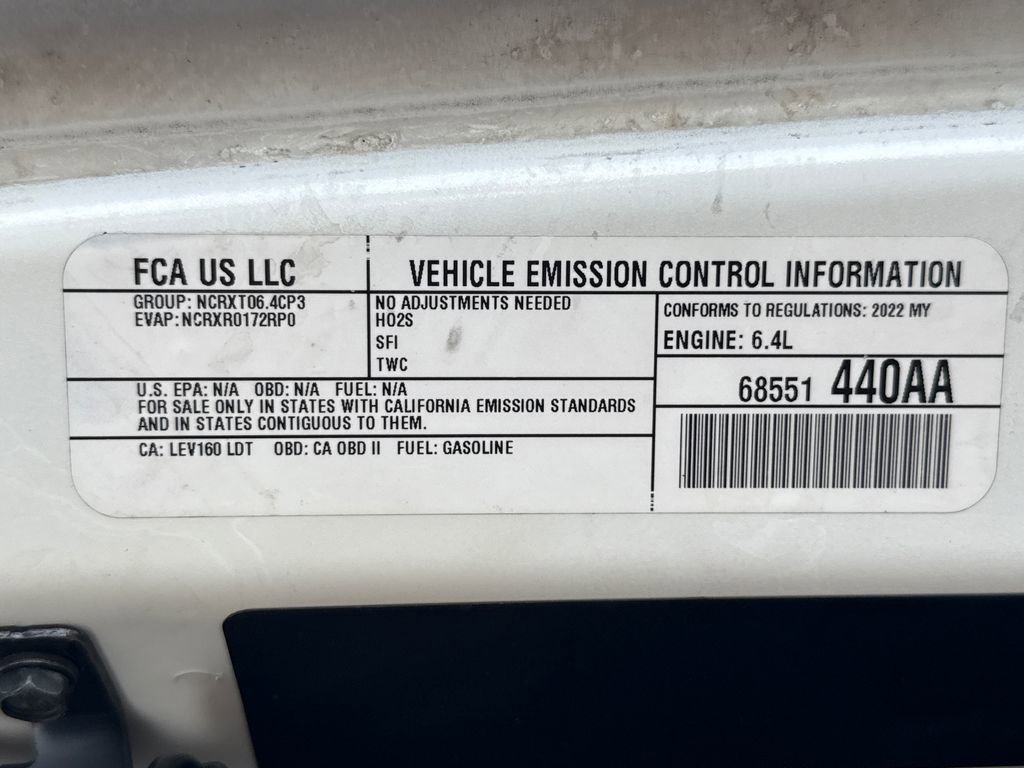 FCA US LLC
VEHICLE EMISSION CONTROL INFORMATION
GROUP: NCRXT06.4CP3
EVAP: NCRXR0172RP0
NO ADJUSTMENTS NEEDED
HO2S
SFI
TWC
CONFORMS TO REGULATIONS: 2022 MY
ENGINE: 6.4L
68551 440AA
U.S. EPA: N/A OBD: N/A FUEL: N/A
FOR SALE ONLY IN STATES WITH CALIFORNIA EMISSION STANDARDS
AND IN STATES CONTIGUOUS TO THEM.
CA: LEV160 LDT OBD: CA OBD II FUEL: GASOLINE